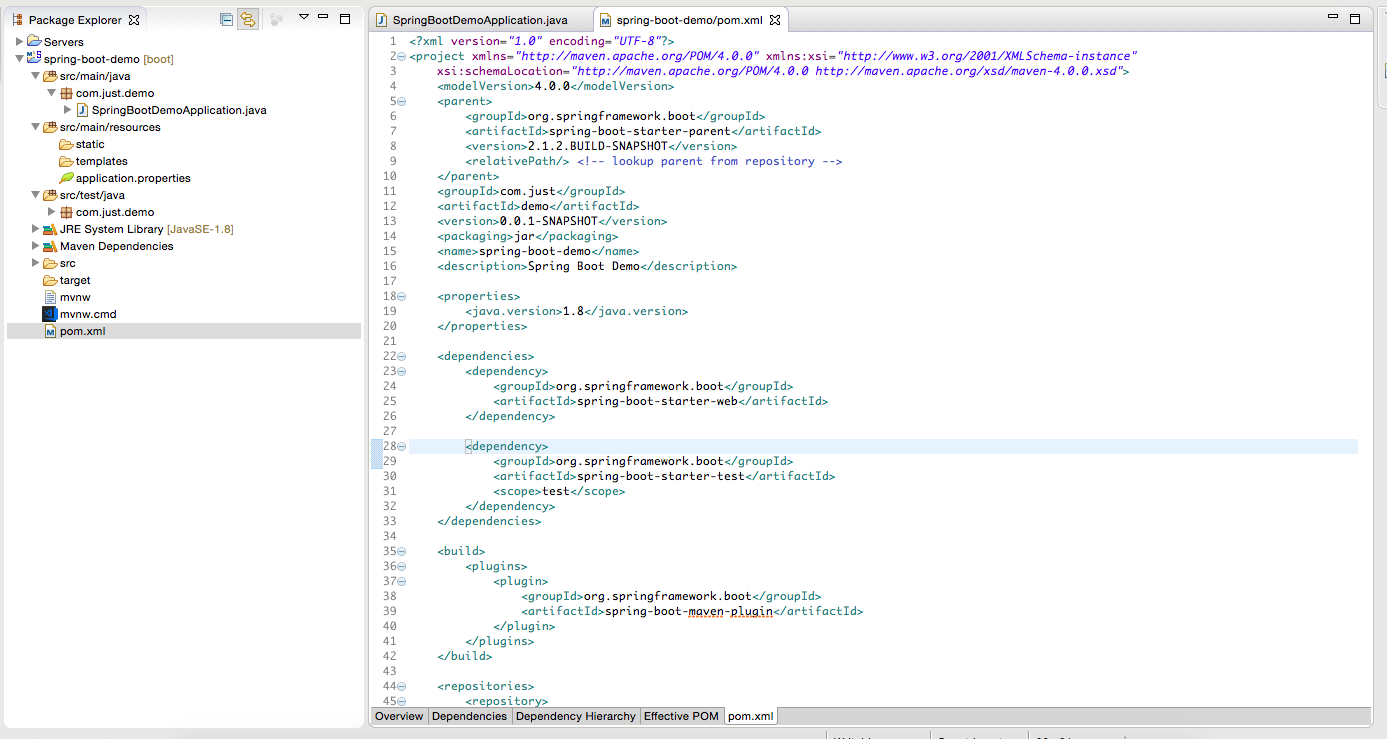 Package Explorer
Servers
spring-boot-demo [boot]
src/main/java
com.just.demo
SpringBootDemoApplication.java
src/main/resources
static
templates
application.properties
src/test/java
com.just.demo
JRE System Library [JavaSE-1.8]
Maven Dependencies
src
target
mvnw
mvnw.cmd
pom.xml
SpringBootDemoApplication.java
spring-boot-demo/pom.xml
1 <?xml version="1.0" encoding="UTF-8"?>
2 <project xmlns="http://maven.apache.org/POM/4.0.0" xmlns:xsi="http://www.w3.org/2001/XMLSchema-instance"
3 xsi:schemaLocation="http://maven.apache.org/POM/4.0.0 http://maven.apache.org/xsd/maven-4.0.0.xsd">
4 <modelVersion>4.0.0</modelVersion>
5 <parent>
6 <groupId>org.springframework.boot</groupId>
7 <artifactId>spring-boot-starter-parent</artifactId>
8 <version>2.1.2.BUILD-SNAPSHOT</version>
9 <relativePath/> <!-- lookup parent from repository -->
10 </parent>
11 <groupId>com.just</groupId>
12 <artifactId>demo</artifactId>
13 <version>0.0.1-SNAPSHOT</version>
14 <packaging>jar</packaging>
15 <name>spring-boot-demo</name>
16 <description>Spring Boot Demo</description>
17
18 <properties>
19 <java.version>1.8</java.version>
20 </properties>
21
22 <dependencies>
23 <dependency>
24 <groupId>org.springframework.boot</groupId>
25 <artifactId>spring-boot-starter-web</artifactId>
26 </dependency>
27
28 <dependency>
29 <groupId>org.springframework.boot</groupId>
30 <artifactId>spring-boot-starter-test</artifactId>
31 <scope>test</scope>
32 </dependency>
33 </dependencies>
34
35 <build>
36 <plugins>
37 <plugin>
38 <groupId>org.springframework.boot</groupId>
39 <artifactId>spring-boot-maven-plugin</artifactId>
40 </plugin>
41 </plugins>
42 </build>
43
44 <repositories>
45 <repository>
Overview Dependencies Dependency Hierarchy Effective POM pom.xml